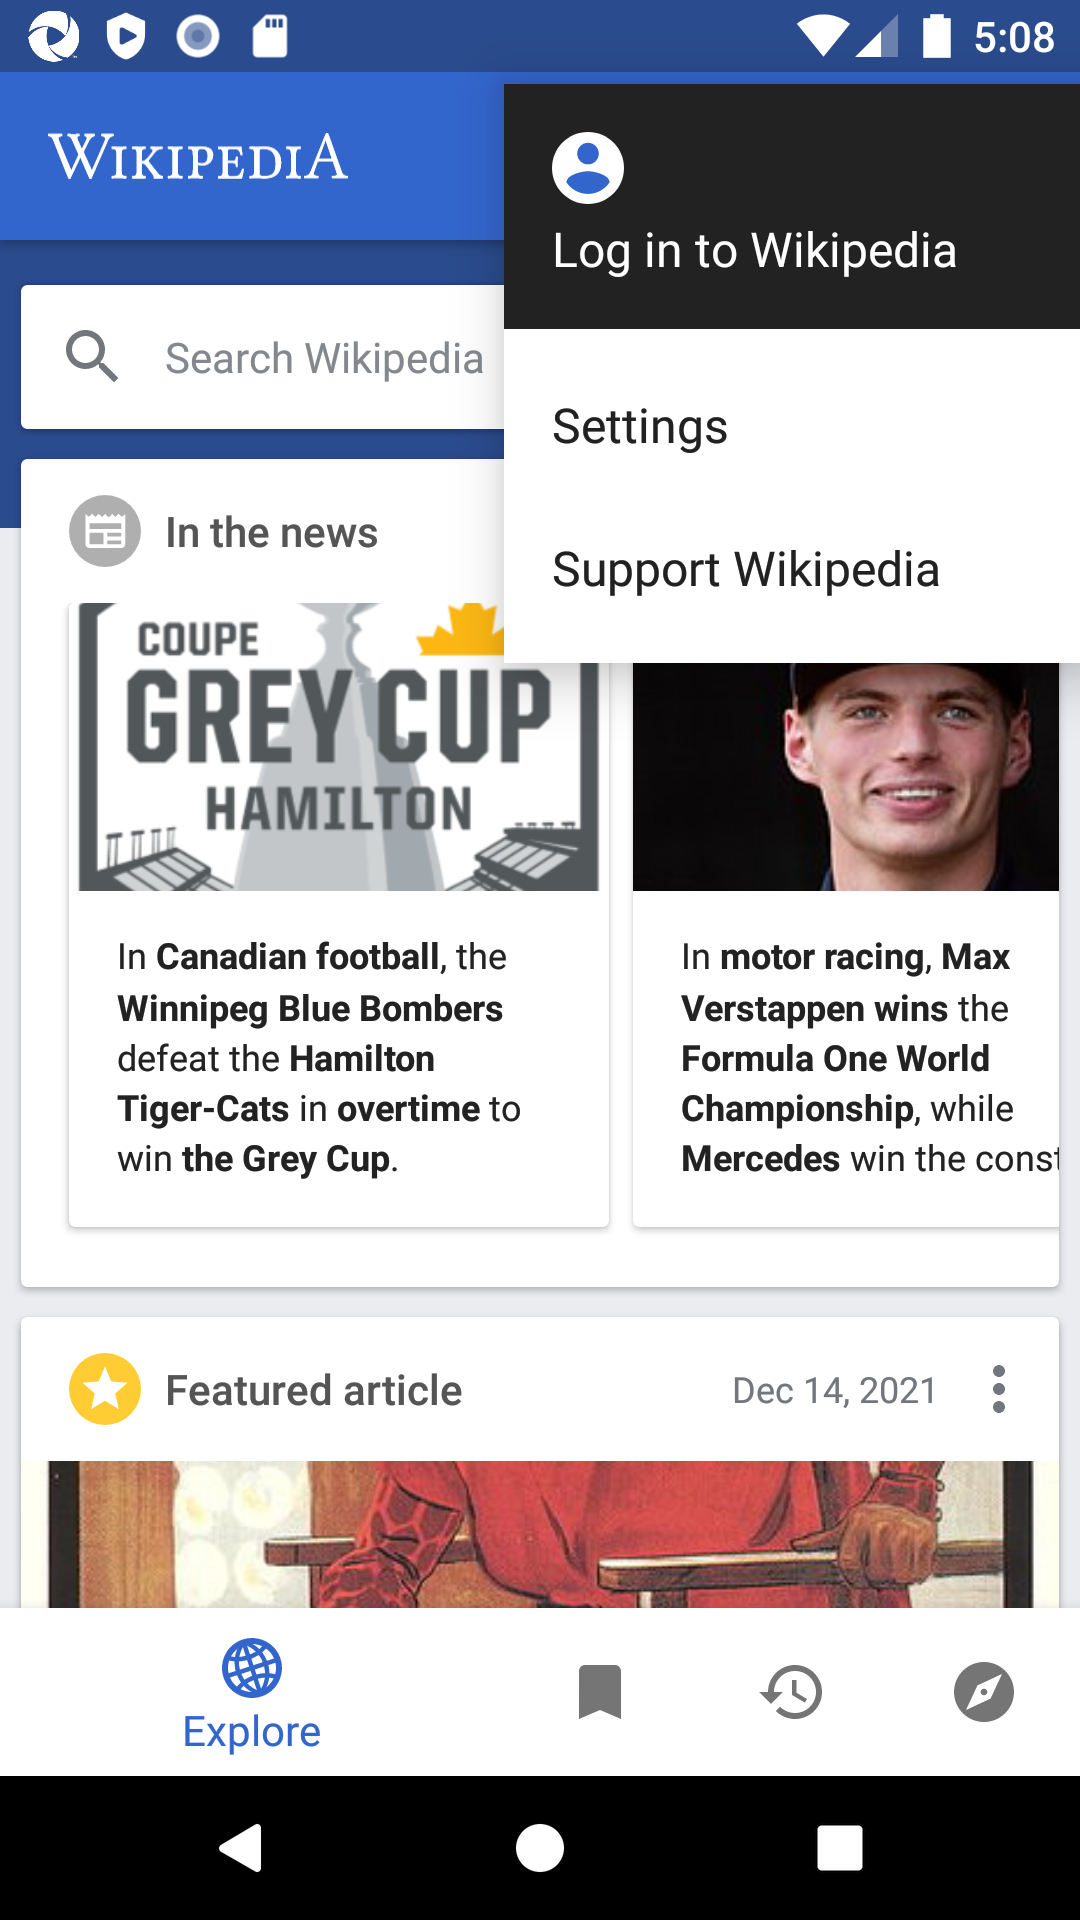 5:08
WIKIPEDIA
Log in to Wikipedia
Search Wikipedia
Settings
Support Wikipedia
In the news
COUPE
GREY CUP
HAMILTON
In Canadian football, the
Winnipeg Blue Bombers
defeat the Hamilton
Tiger-Cats in overtime to
win the Grey Cup.
In motor racing, Max
Verstappen wins the
Formula One World
Championship, while
Mercedes win the const
Featured article
Dec 14, 2021
Explore